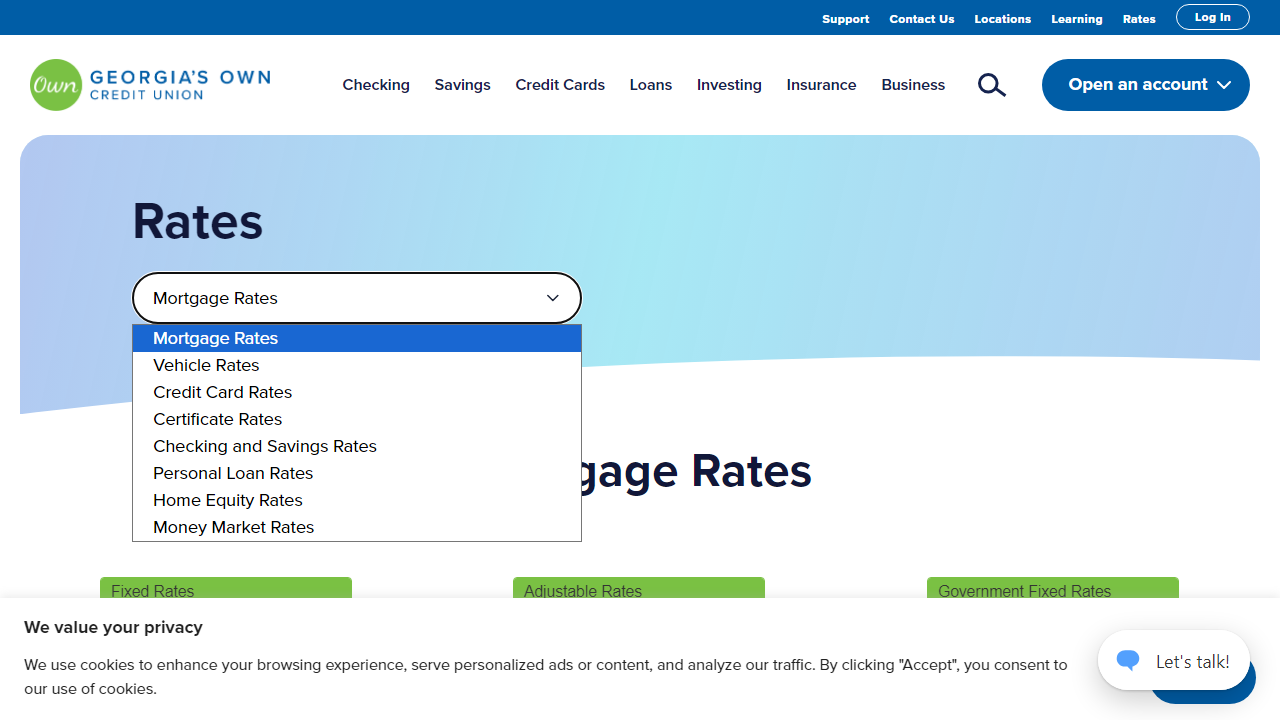 Support Contact Us Locations Learning Rates Log In
Own GEORGIA'S OWN
CREDIT UNION
Checking Savings Credit Cards Loans Investing Insurance Business Open an account
Rates
Mortgage Rates
Mortgage Rates
Vehicle Rates
Credit Card Rates
Certificate Rates
Checking and Savings Rates
Personal Loan Rates
Home Equity Rates
Money Market Rates
gage Rates
Fixed Rates Adjustable Rates Government Fixed Rates
We value your privacy
We use cookies to enhance your browsing experience, serve personalized ads or content, and analyze our traffic. By clicking "Accept", you consent to
our use of cookies.
Let's talk!